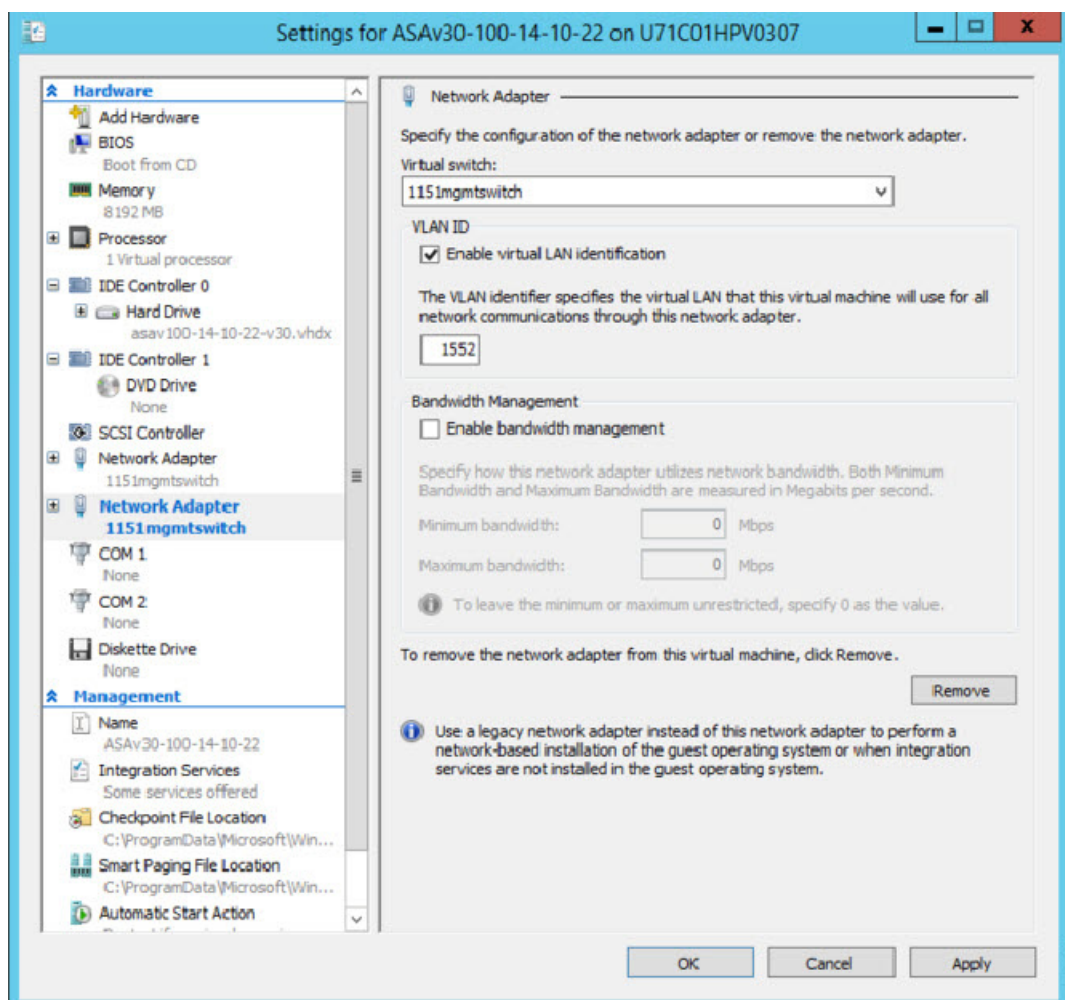 Settings for ASAv30-100-14-10-22 on U71C01HPV0307
Hardware
Add Hardware
BIOS
Boot from CD
Memory
8192 MB
Processor
1 Virtual processor
IDE Controller 0
Hard Drive
asav100-14-10-22-v30.vhdx
IDE Controller 1
DVD Drive
None
SCSI Controller
Network Adapter
1151mgmtswitch
Network Adapter
1151mgmtswitch
COM 1
None
COM 2
None
Diskette Drive
None
Management
Name
ASAv30-100-14-10-22
Integration Services
Some services offered
Checkpoint File Location
C:\ProgramData\Microsoft\Win...
Smart Paging File Location
C:\ProgramData\Microsoft\Win...
Automatic Start Action
Network Adapter
Specify the configuration of the network adapter or remove the network adapter.
Virtual switch:
1151mgmtswitch
VLAN ID
Enable virtual LAN identification
The VLAN identifier specifies the virtual LAN that this virtual machine will use for all
network communications through this network adapter.
1552
Bandwidth Management
Enable bandwidth management
Specify how this network adapter utilizes network bandwidth. Both Minimum
Bandwidth and Maximum Bandwidth are measured in Megabits per second.
Minimum bandwidth: 0 Mbps
Maximum bandwidth: 0 Mbps
To leave the minimum or maximum unrestricted, specify 0 as the value.
To remove the network adapter from this virtual machine, click Remove.
Remove
Use a legacy network adapter instead of this network adapter to perform a
network-based installation of the guest operating system or when integration
services are not installed in the guest operating system.
OK Cancel Apply